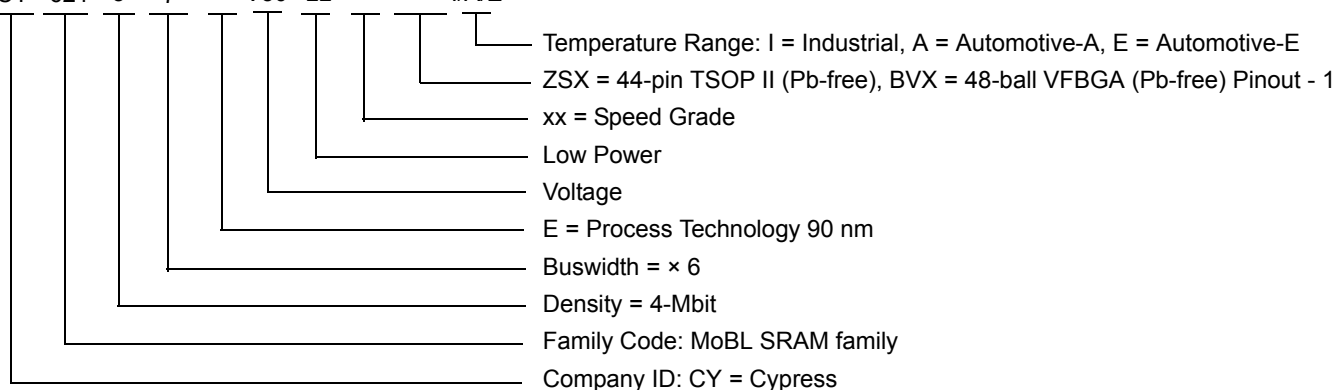 Temperature Range: I = Industrial, A = Automotive-A, E = Automotive-E
ZSX = 44-pin TSOP II (Pb-free), BVX = 48-ball VFBGA (Pb-free) Pinout - 1
xx = Speed Grade
Low Power
Voltage
E = Process Technology 90 nm
Buswidth = × 6
Density = 4-Mbit
Family Code: MoBL SRAM family
Company ID: CY = Cypress